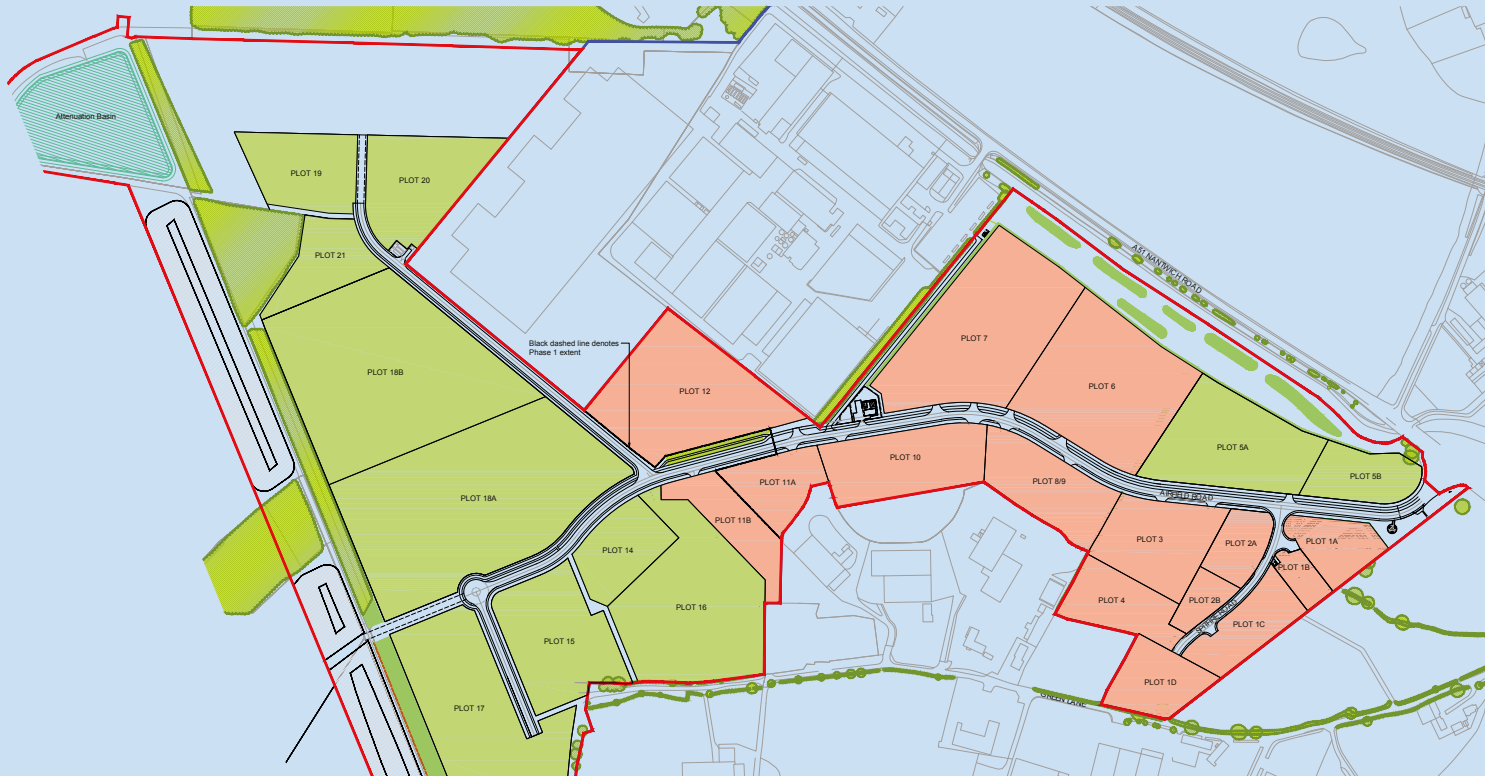 Attenuation Basin
PLOT 19
PLOT 20
PLOT 21
A51 NANTWICH ROAD
Black dashed line denotes
Phase 1 extent
PLOT 7
PLOT 18B
PLOT 12
PLOT 6
PLOT 5A
PLOT 10
PLOT 5B
PLOT 11A
PLOT 8/9
PLOT 18A
AIRFIELD ROAD
PLOT 11B
PLOT 3
PLOT 2A
PLOT 1A
PLOT 14
PLOT 1B
PLOT 4
PLOT 2B
PLOT 16
PLOT 1C
PLOT 15
PLOT 1D
GREEN LANE
PLOT 17